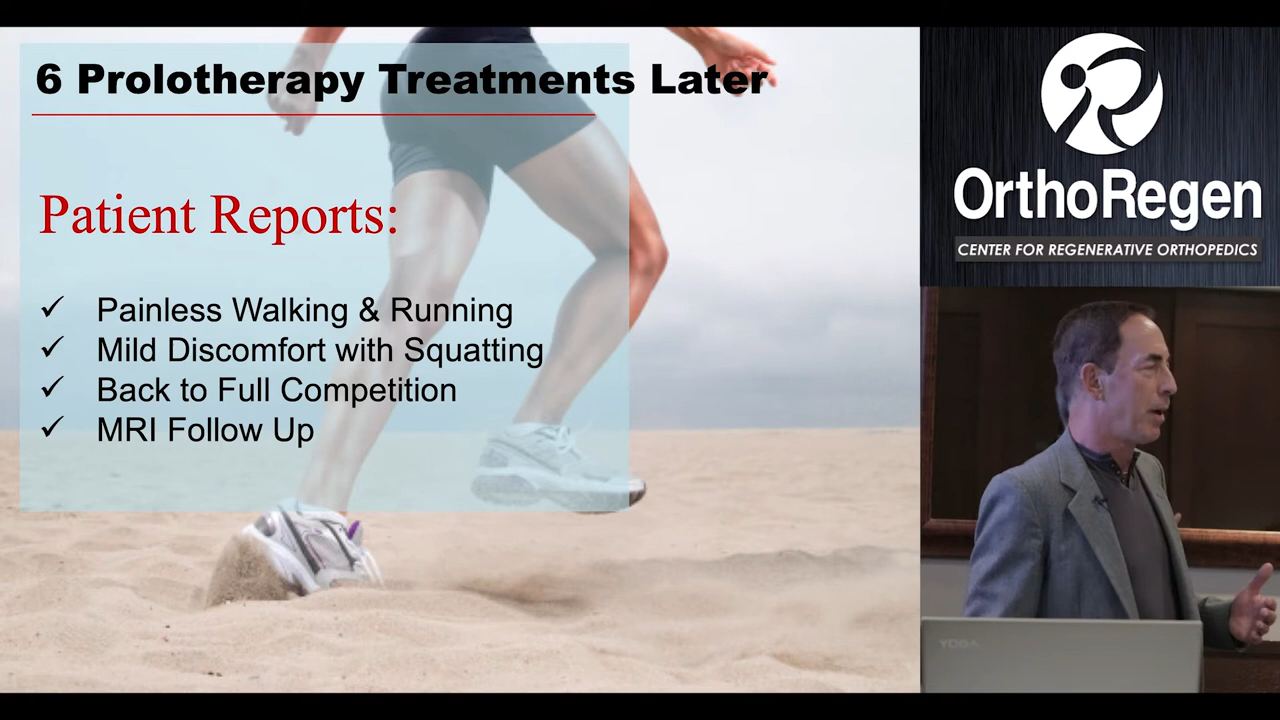 6 Prolotherapy Treatments Later
Patient Reports:
✓ Painless Walking & Running
✓ Mild Discomfort with Squatting
✓ Back to Full Competition
✓ MRI Follow Up
OrthoRegen
CENTER FOR REGENERATIVE ORTHOPEDICS